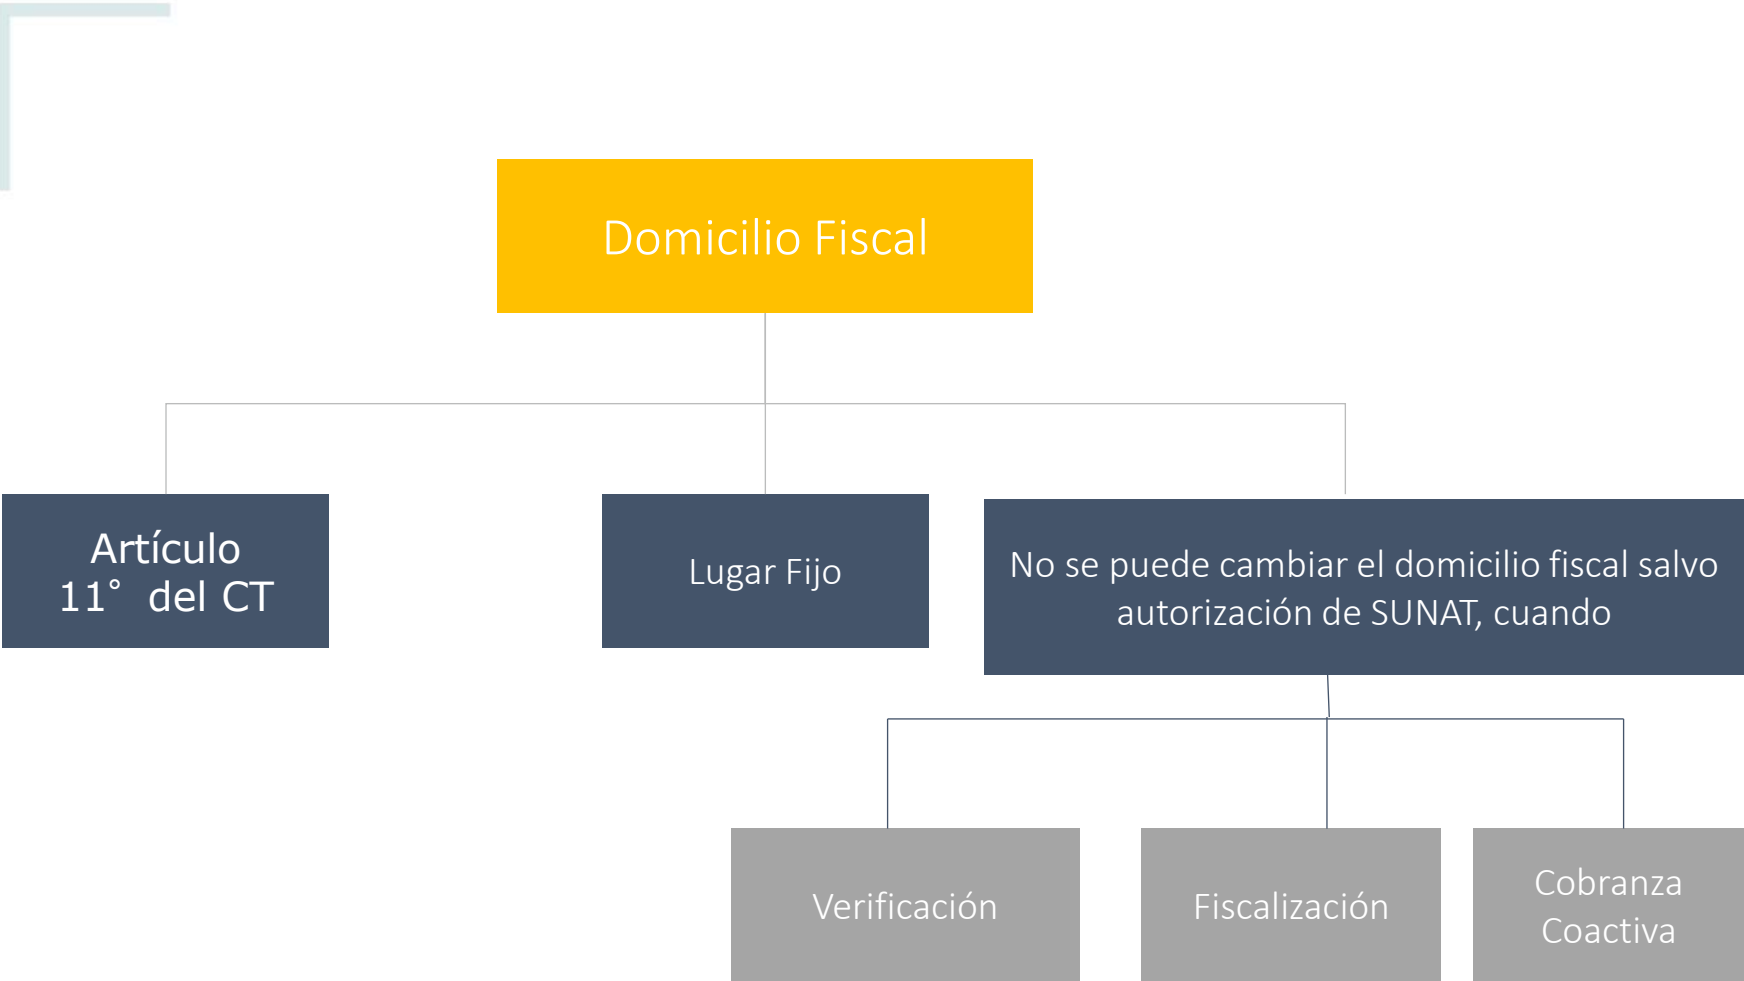 Domicilio Fiscal
Artículo
11° del CT
Lugar Fijo
No se puede cambiar el domicilio fiscal salvo
autorización de SUNAT, cuando
Verificación
Fiscalización
Cobranza
Coactiva